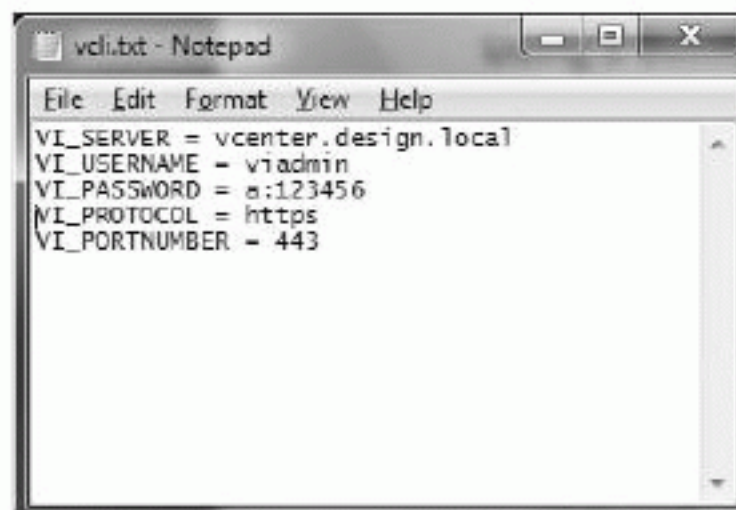 vcli.txt - Notepad
File Edit Format View Help
VI_SERVER = vcenter.design.local
VI_USERNAME = viadmin
VI_PASSWORD = a:123456
VI_PROTOCOL = https
VI_PORTNUMBER = 443